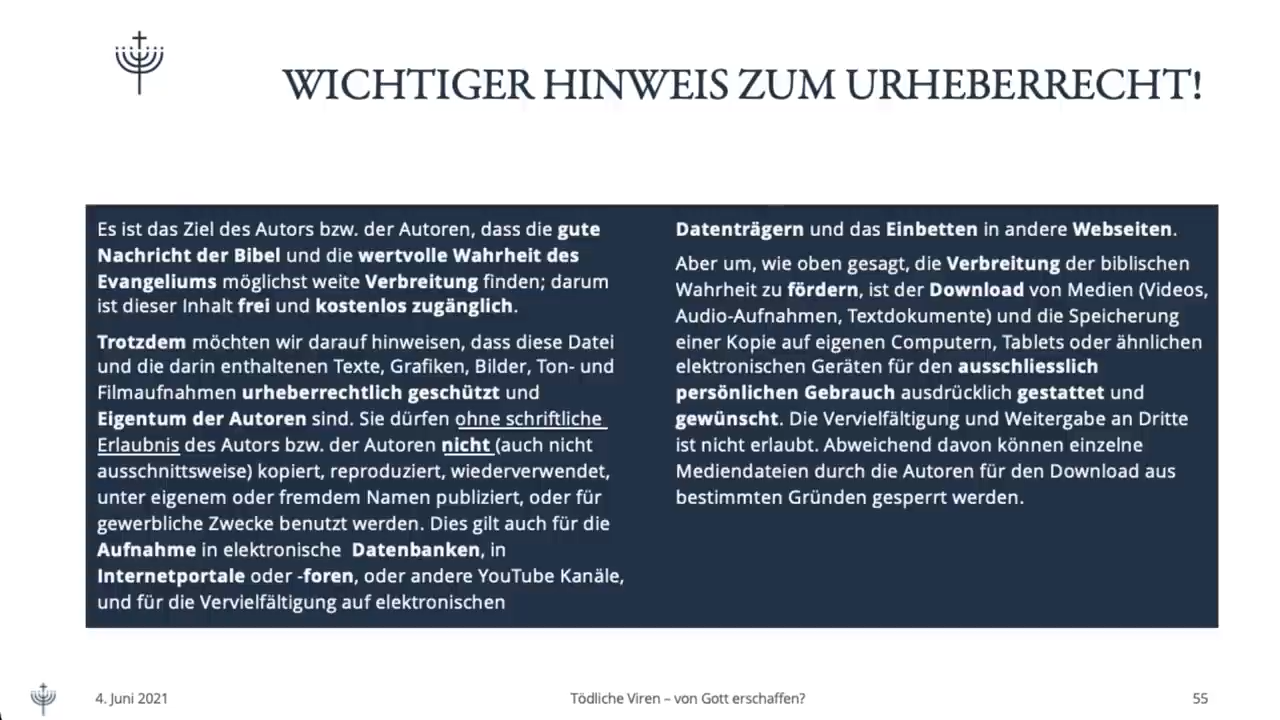 WICHTIGER HINWEIS ZUM URHEBERRECHT!
Es ist das Ziel des Autors bzw. der Autoren, dass die gute
Nachricht der Bibel und die wertvolle Wahrheit des
Evangeliums möglichst weite Verbreitung finden; darum
ist dieser Inhalt frei und kostenlos zugänglich.
Trotzdem möchten wir darauf hinweisen, dass diese Datei
und die darin enthaltenen Texte, Grafiken, Bilder, Ton- und
Filmaufnahmen urheberrechtlich geschützt und
Eigentum der Autoren sind. Sie dürfen ohne schriftliche
Erlaubnis des Autors bzw. der Autoren nicht (auch nicht
ausschnittsweise) kopiert, reproduziert, wiederverwendet,
unter eigenem oder fremdem Namen publiziert, oder für
gewerbliche Zwecke benutzt werden. Dies gilt auch für die
Aufnahme in elektronische Datenbanken, in
Internetportale oder -foren, oder andere YouTube Kanäle,
und für die Vervielfältigung auf elektronischen
Datenträgern und das Einbetten in andere Webseiten.
Aber um, wie oben gesagt, die Verbreitung der biblischen
Wahrheit zu fördern, ist der Download von Medien (Videos,
Audio-Aufnahmen, Textdokumente) und die Speicherung
einer Kopie auf eigenen Computern, Tablets oder ähnlichen
elektronischen Geräten für den ausschliesslich
persönlichen Gebrauch ausdrücklich gestattet und
gewünscht. Die Vervielfältigung und Weitergabe an Dritte
ist nicht erlaubt. Abweichend davon können einzelne
Mediendateien durch die Autoren für den Download aus
bestimmten Gründen gesperrt werden.
4. Juni 2021
Tödliche Viren – von Gott erschaffen?
55